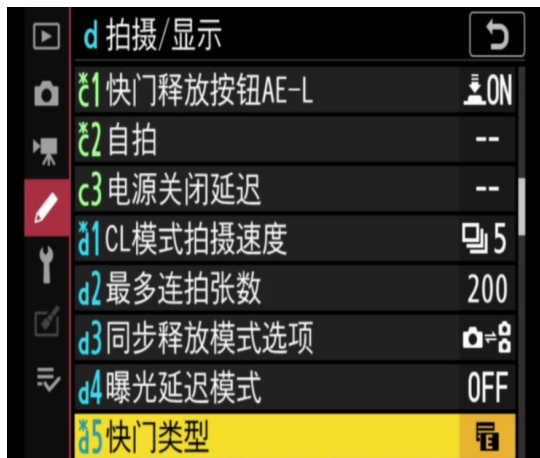 d 拍摄/显示
c1 快门释放按钮AE-L ON
c2 自拍 --
c3 电源关闭延迟 --
d1 CL模式拍摄速度 5
d2 最多连拍张数 200
d3 同步释放模式选项
d4 曝光延迟模式 OFF
d5 快门类型 E